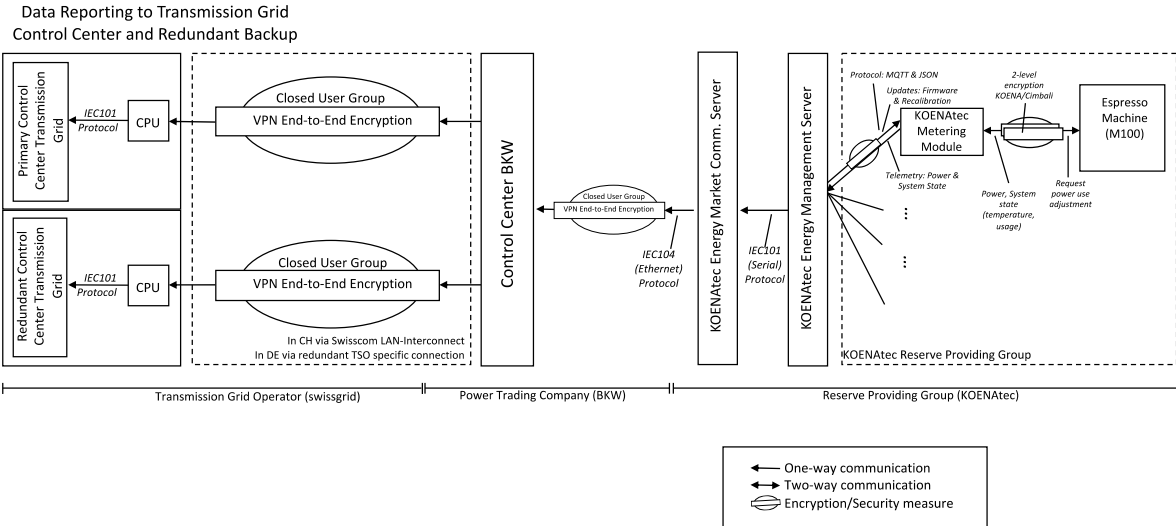 Data Reporting to Transmission Grid
Control Center and Redundant Backup
Primary Control
Center Transmission
Grid
IEC101
Protocol
CPU
Closed User Group
VPN End-to-End Encryption
Redundant Control
Center Transmission
Grid
IEC101
Protocol
CPU
Closed User Group
VPN End-to-End Encryption
In CH via Swisscom LAN-Interconnect
In DE via redundant TSO specific connection
Control Center BKW
Closed User Group
VPN End-to-End Encryption
IEC104
(Ethernet)
Protocol
KOENAtec Energy Market Comm. Server
IEC101
(Serial)
Protocol
KOENAtec Energy Management Server
Protocol: MQTT & JSON
Updates: Firmware
& Recalibration
KOENAtec
Metering
Module
Telemetry: Power &
System State
2-level
encryption
KOENA/Cimbali
Espresso
Machine
(M100)
Power, System
state
(temperature,
usage)
Request
power use
adjustment
...
...
KOENAtec Reserve Providing Group
Transmission Grid Operator (swissgrid)
Power Trading Company (BKW)
Reserve Providing Group (KOENAtec)
One-way communication
Two-way communication
Encryption/Security measure